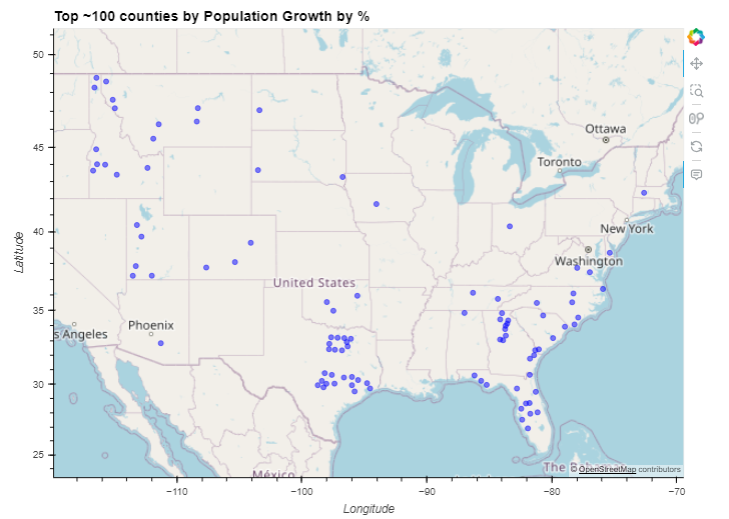 Top ~100 counties by Population Growth by %
50
45
40
35
30
25
Latitude
Ottawa
Toronto
New York
Washington
United States
Phoenix
s Angeles
México
The B
© OpenStreetMap contributors
−110
−100
−90
−80
−70
Longitude